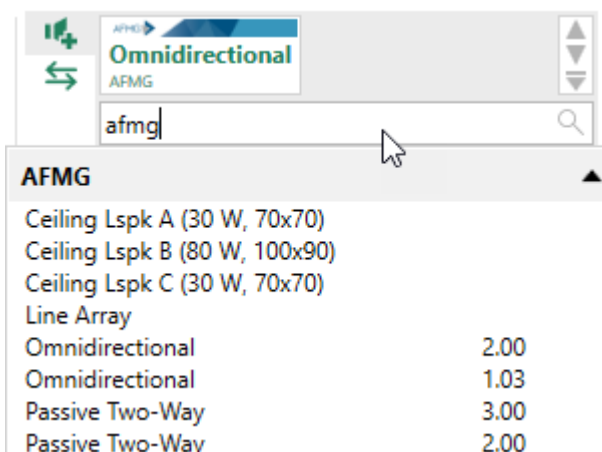 AFMG
Omnidirectional
AFMG
afmg
AFMG
Ceiling Lspk A (30 W, 70x70)
Ceiling Lspk B (80 W, 100x90)
Ceiling Lspk C (30 W, 70x70)
Line Array
Omnidirectional 2.00
Omnidirectional 1.03
Passive Two-Way 3.00
Passive Two-Way 2.00